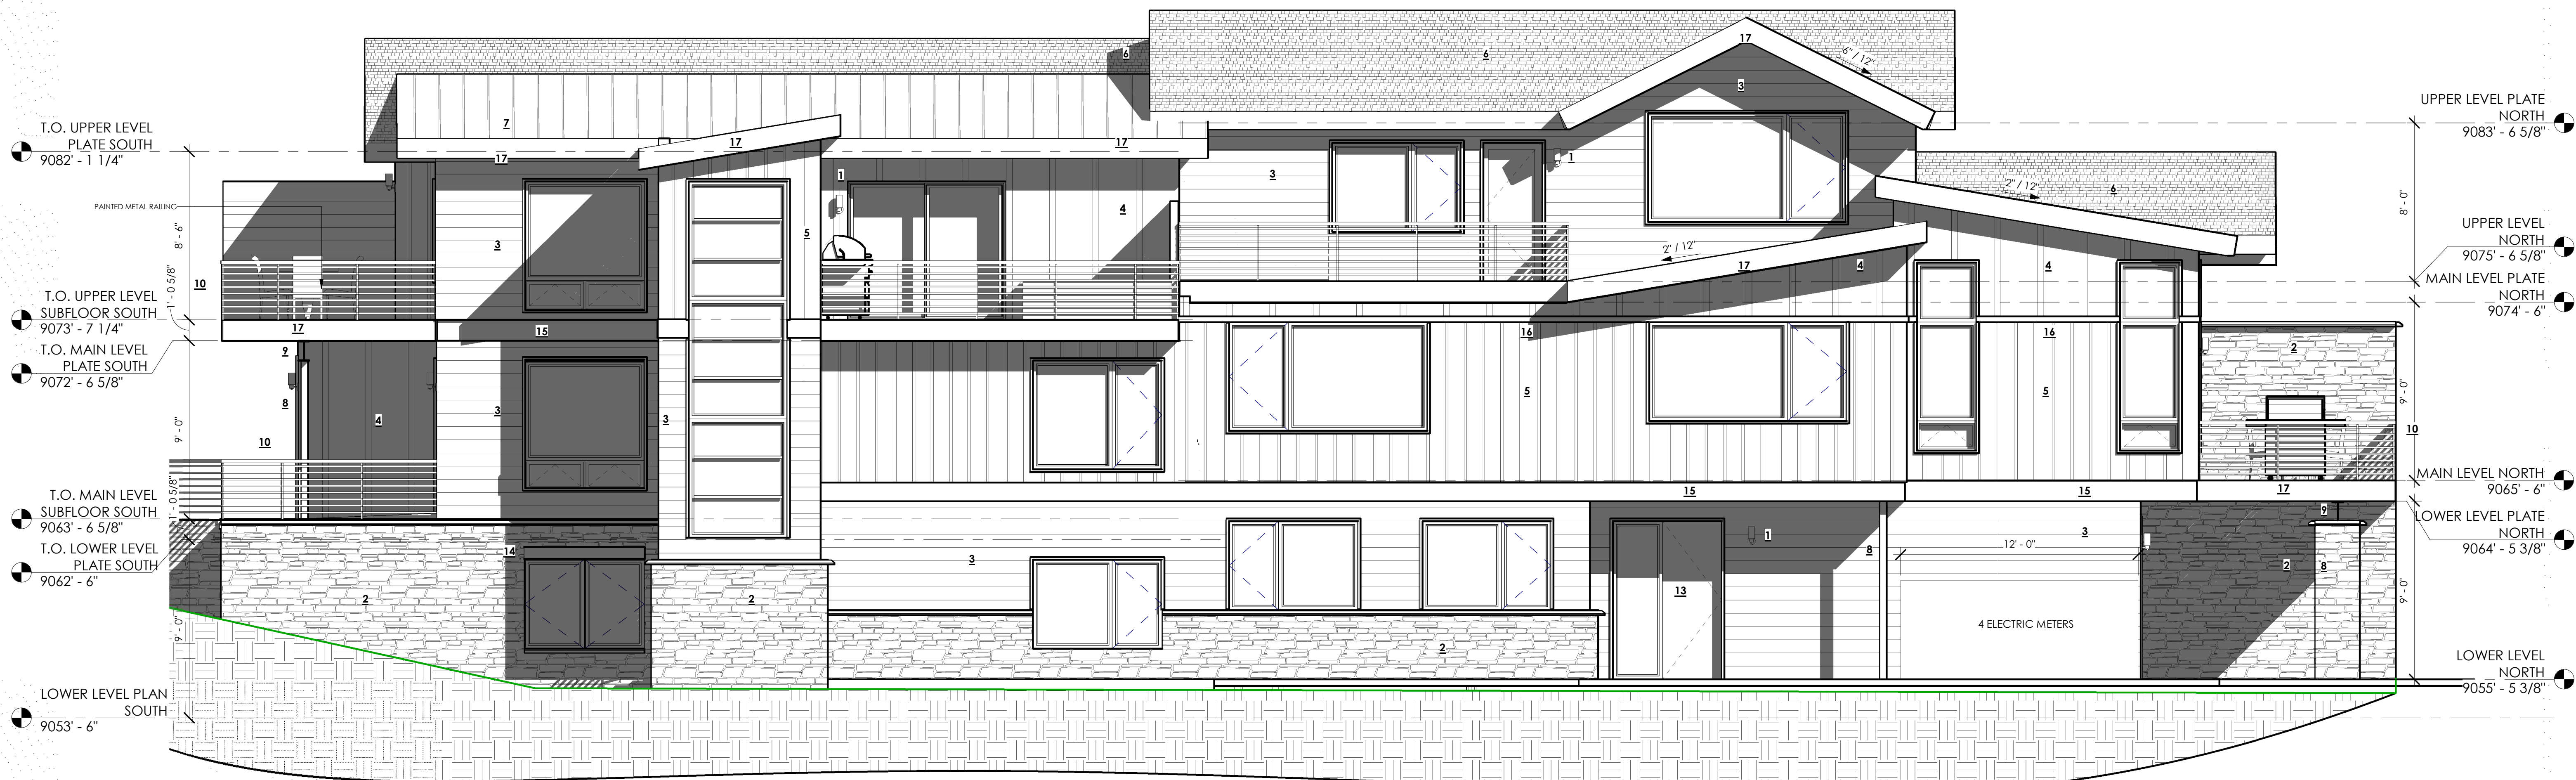 T.O. UPPER LEVEL
PLATE SOUTH
9082' - 1 1/4"
PAINTED METAL RAILING
8' - 6"
T.O. UPPER LEVEL
SUBFLOOR SOUTH
9073' - 7 1/4"
1' - 0 5/8"
T.O. MAIN LEVEL
PLATE SOUTH
9072' - 6 5/8"
9' - 0"
T.O. MAIN LEVEL
SUBFLOOR SOUTH
9063' - 6 5/8"
1' - 0 5/8"
T.O. LOWER LEVEL
PLATE SOUTH
9062' - 6"
9' - 0"
LOWER LEVEL PLAN
SOUTH
9053' - 6"
6
6
17
6" / 12"
3
7
17
17
17
1
3
1
4
5
3
2" / 12"
6
10
17
15
2" / 12"
17
4
4
16
16
9
8
4
3
3
10
5
5
2
10
15
15
17
14
2
2
3
2
1
13
8
3
12' - 0"
4 ELECTRIC METERS
9
2
8
UPPER LEVEL PLATE
NORTH
9083' - 6 5/8"
8' - 0"
UPPER LEVEL
NORTH
9075' - 6 5/8"
MAIN LEVEL PLATE
NORTH
9074' - 6"
9' - 0"
MAIN LEVEL NORTH
9065' - 6"
LOWER LEVEL PLATE
NORTH
9064' - 5 3/8"
9' - 0"
LOWER LEVEL
NORTH
9055' - 5 3/8"